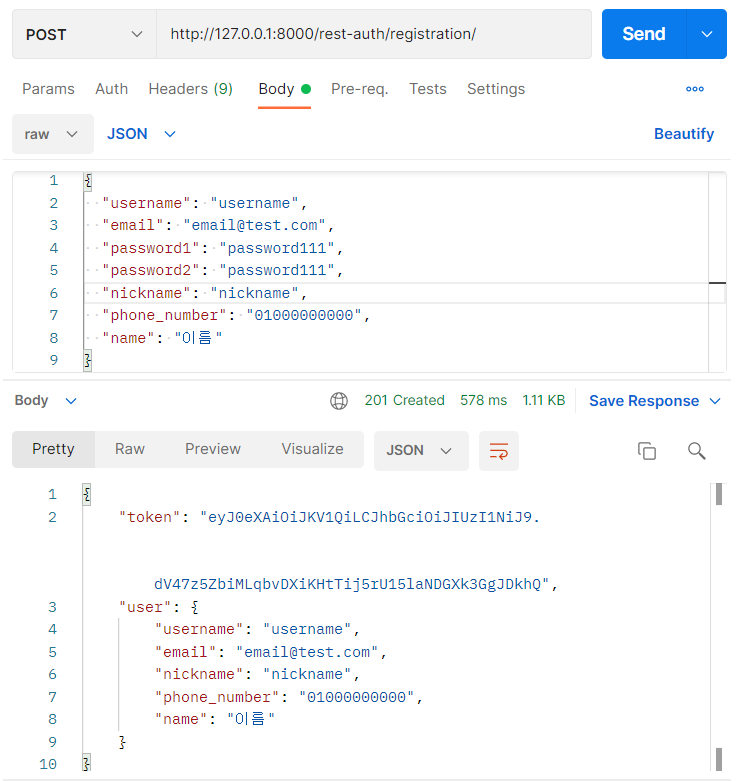 POST http://127.0.0.1:8000/rest-auth/registration/ Send
Params Auth Headers (9) Body Pre-req. Tests Settings
raw JSON Beautify
1 {
2 "username": "username",
3 "email": "email@test.com",
4 "password1": "password111",
5 "password2": "password111",
6 "nickname": "nickname",
7 "phone_number": "01000000000",
8 "name": "이름"
9 }
Body 201 Created 578 ms 1.11 KB Save Response
Pretty Raw Preview Visualize JSON
1 {
2 "token": "eyJ0eXAiOiJKV1QiLCJhbGciOiJIUzI1NiJ9.
dV47z5ZbiMLqbvDXiKHtTij5rU15laNDGXk3GgJDkhQ",
3 "user": {
4 "username": "username",
5 "email": "email@test.com",
6 "nickname": "nickname",
7 "phone_number": "01000000000",
8 "name": "이름"
9 }
10 }